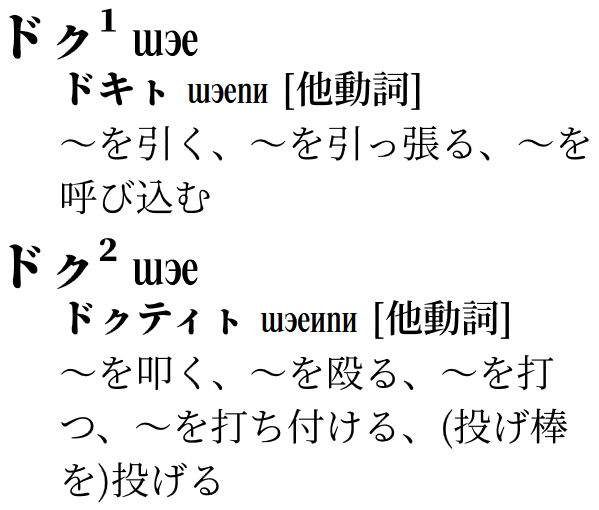 ドㇰ¹ шэе
ドキㇳ шэепи [他動詞]
～を引く、～を引っ張る、～を
呼び込む
ドㇰ² шэе
ドㇰティㇳ шэеипи [他動詞]
～を叩く、～を殴る、～を打
つ、～を打ち付ける、(投げ棒
を)投げる